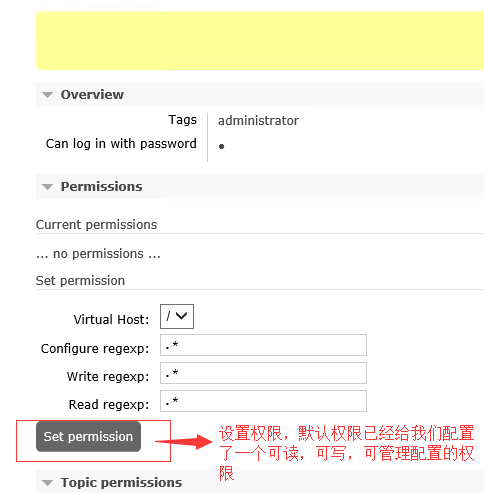 Overview
Tags administrator
Can log in with password ●
Permissions
Current permissions
... no permissions ...
Set permission
Virtual Host: /
Configure regexp: .*
Write regexp: .*
Read regexp: .*
Set permission
设置权限，默认权限已经给我们配置
了一个可读，可写，可管理配置的权
限
Topic permissions